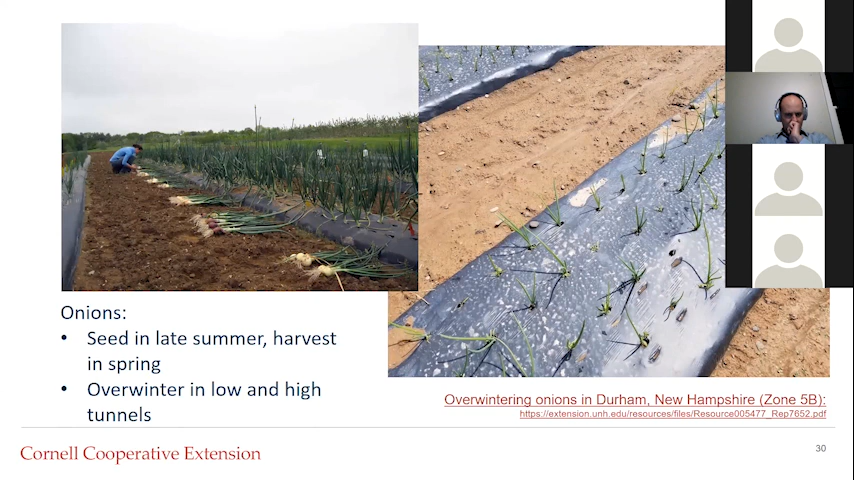 Onions:
• Seed in late summer, harvest
in spring
• Overwinter in low and high
tunnels
Overwintering onions in Durham, New Hampshire (Zone 5B):
https://extension.unh.edu/resources/files/Resource005477_Rep7652.pdf
Cornell Cooperative Extension
30